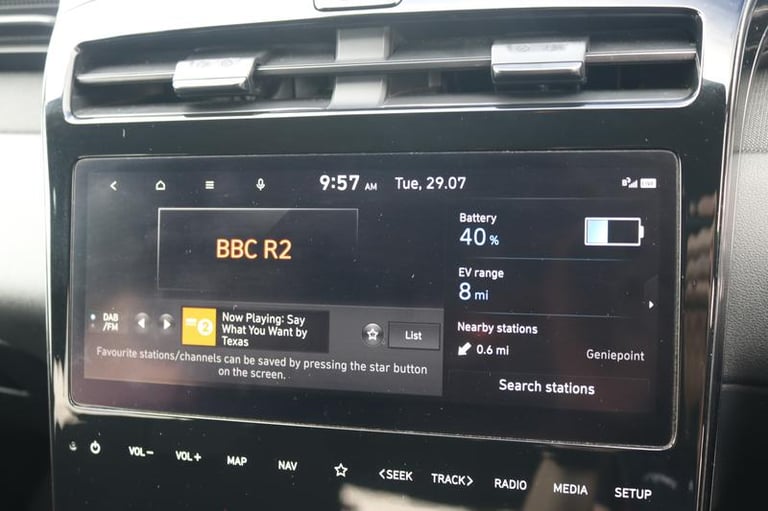 9:57 AM Tue, 29.07
BBC R2
Battery
40 %
EV range
8 mi
DAB
/FM
2
Now Playing: Say
What You Want by
Texas
List
Favourite stations/channels can be saved by pressing the star button
on the screen.
Nearby stations
0.6 mi Geniepoint
Search stations
VOL− VOL+ MAP NAV <SEEK TRACK> RADIO MEDIA SETUP